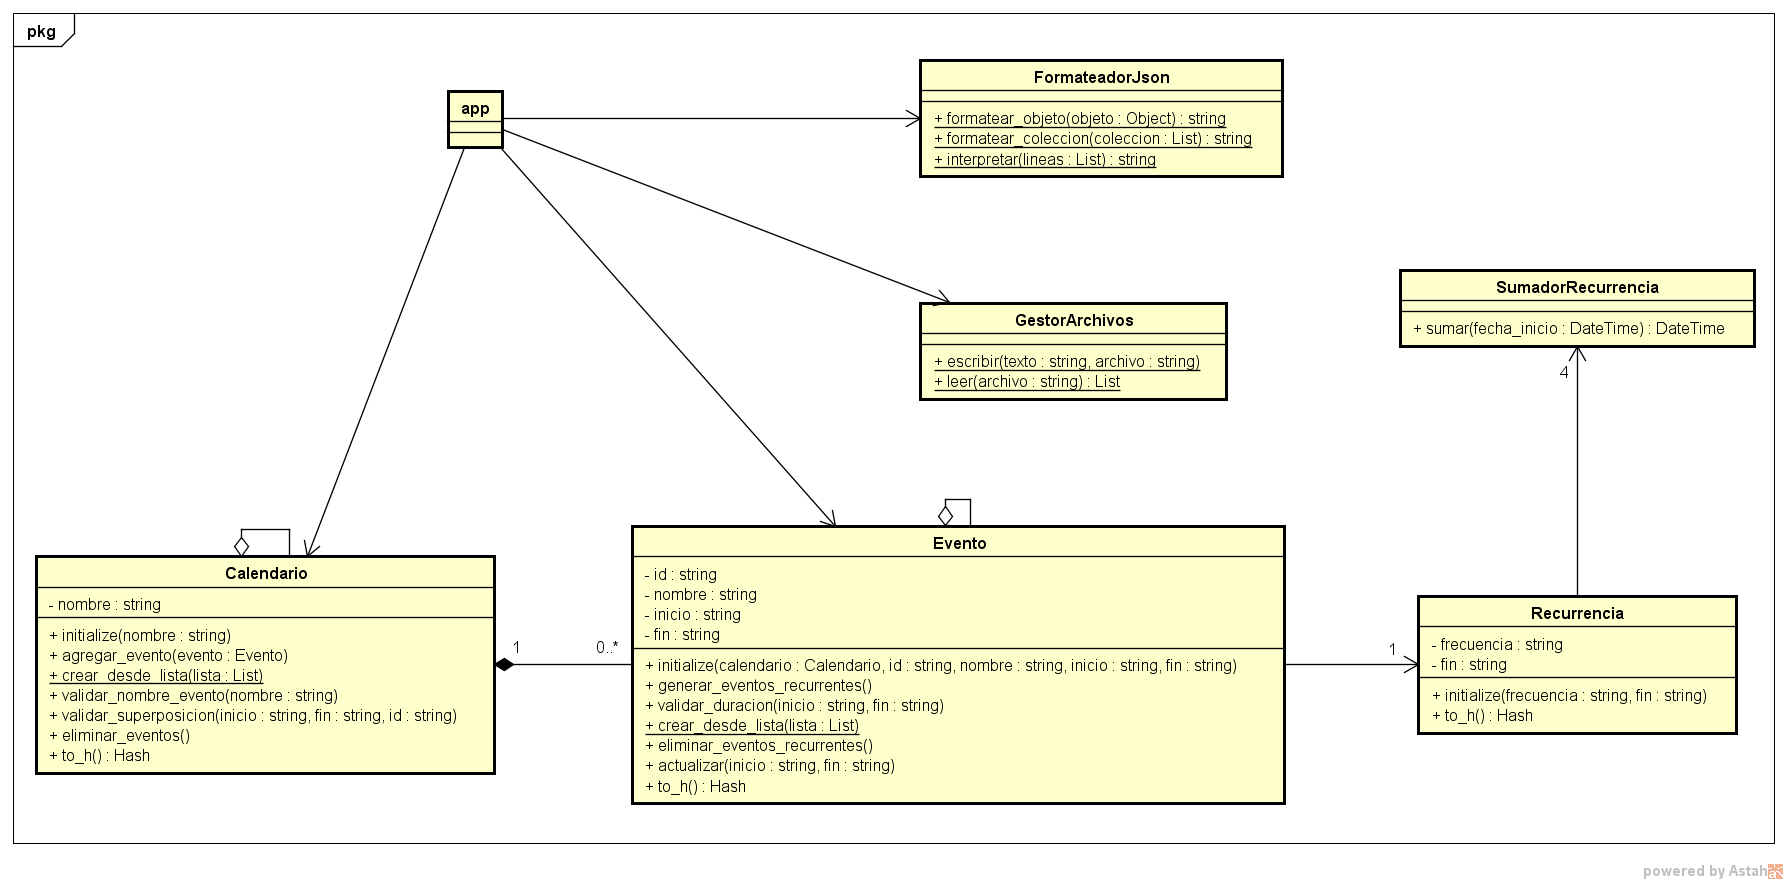 pkg
app
FormateadorJson
+ formatear_objeto(objeto : Object) : string
+ formatear_coleccion(coleccion : List) : string
+ interpretar(lineas : List) : string
GestorArchivos
+ escribir(texto : string, archivo : string)
+ leer(archivo : string) : List
SumadorRecurrencia
+ sumar(fecha_inicio : DateTime) : DateTime
4
Calendario
- nombre : string
+ initialize(nombre : string)
+ agregar_evento(evento : Evento)
+ crear_desde_lista(lista : List)
+ validar_nombre_evento(nombre : string)
+ validar_superposicion(inicio : string, fin : string, id : string)
+ eliminar_eventos()
+ to_h() : Hash
1
0..*
Evento
- id : string
- nombre : string
- inicio : string
- fin : string
+ initialize(calendario : Calendario, id : string, nombre : string, inicio : string, fin : string)
+ generar_eventos_recurrentes()
+ validar_duracion(inicio : string, fin : string)
+ crear_desde_lista(lista : List)
+ eliminar_eventos_recurrentes()
+ actualizar(inicio : string, fin : string)
+ to_h() : Hash
1
Recurrencia
- frecuencia : string
- fin : string
+ initialize(frecuencia : string, fin : string)
+ to_h() : Hash
powered by Astah